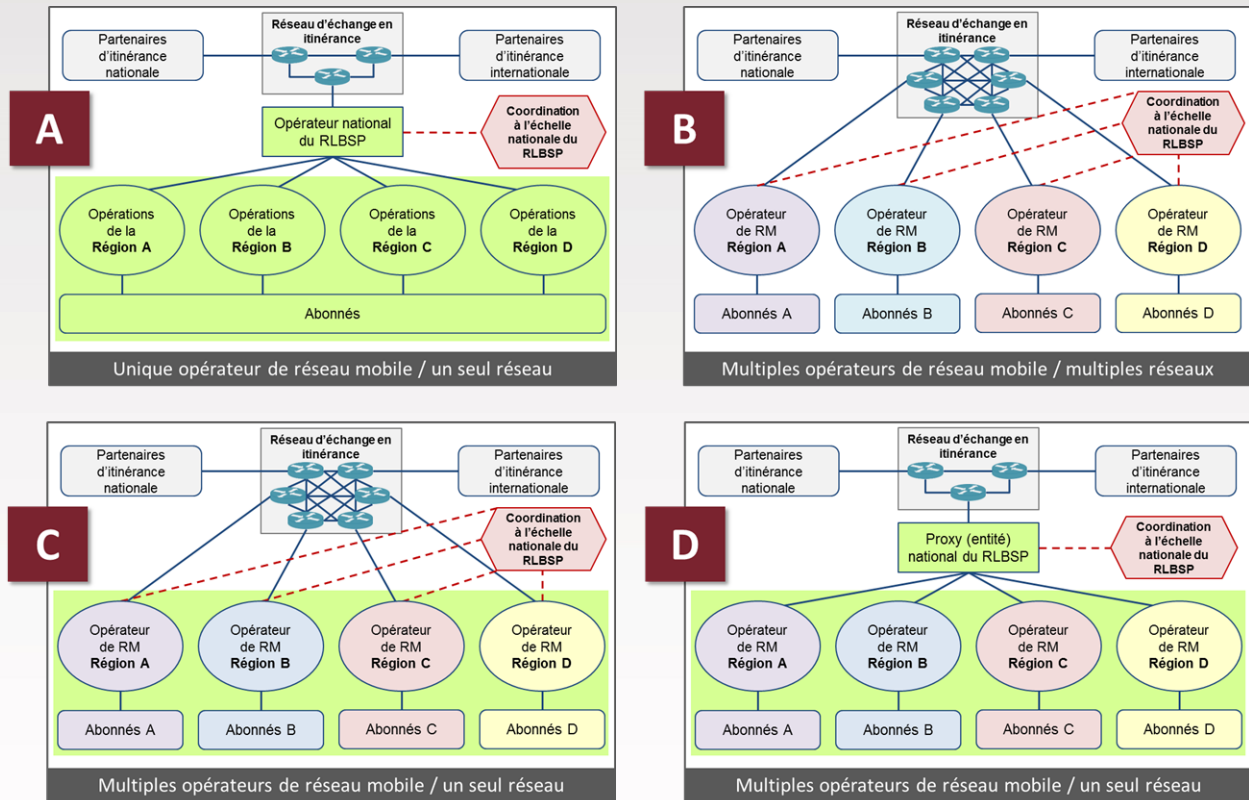 A
Réseau d'échange en
itinérance
Partenaires
d'itinérance
nationale
Partenaires
d'itinérance
internationale
Opérateur national
du RLBSP
Coordination
à l'échelle
nationale du
RLBSP
Opérations
de la
Région A
Opérations
de la
Région B
Opérations
de la
Région C
Opérations
de la
Région D
Abonnés
Unique opérateur de réseau mobile / un seul réseau
B
Réseau d'échange en
itinérance
Partenaires
d'itinérance
nationale
Partenaires
d'itinérance
internationale
Coordination
à l'échelle
nationale du
RLBSP
Opérateur
de RM
Région A
Opérateur
de RM
Région B
Opérateur
de RM
Région C
Opérateur
de RM
Région D
Abonnés A
Abonnés B
Abonnés C
Abonnés D
Multiples opérateurs de réseau mobile / multiples réseaux
C
Réseau d'échange en
itinérance
Partenaires
d'itinérance
nationale
Partenaires
d'itinérance
internationale
Coordination
à l'échelle
nationale du
RLBSP
Opérateur
de RM
Région A
Opérateur
de RM
Région B
Opérateur
de RM
Région C
Opérateur
de RM
Région D
Abonnés A
Abonnés B
Abonnés C
Abonnés D
Multiples opérateurs de réseau mobile / un seul réseau
D
Réseau d'échange en
itinérance
Partenaires
d'itinérance
nationale
Partenaires
d'itinérance
internationale
Proxy (entité)
national du RLBSP
Coordination
à l'échelle
nationale du
RLBSP
Opérateur
de RM
Région A
Opérateur
de RM
Région B
Opérateur
de RM
Région C
Opérateur
de RM
Région D
Abonnés A
Abonnés B
Abonnés C
Abonnés D
Multiples opérateurs de réseau mobile / un seul réseau